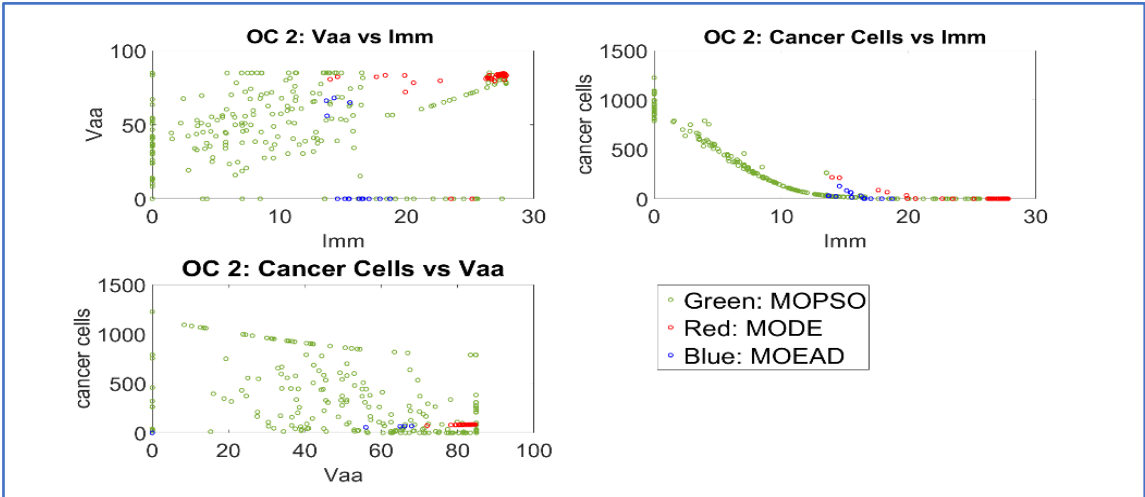 OC 2: Vaa vs Imm
100
50
0
Vaa
0 10 20 30
Imm
OC 2: Cancer Cells vs Imm
1500
1000
500
0
cancer cells
0 10 20 30
Imm
OC 2: Cancer Cells vs Vaa
1500
1000
500
0
cancer cells
0 20 40 60 80 100
Vaa
Green: MOPSO
Red: MODE
Blue: MOEAD